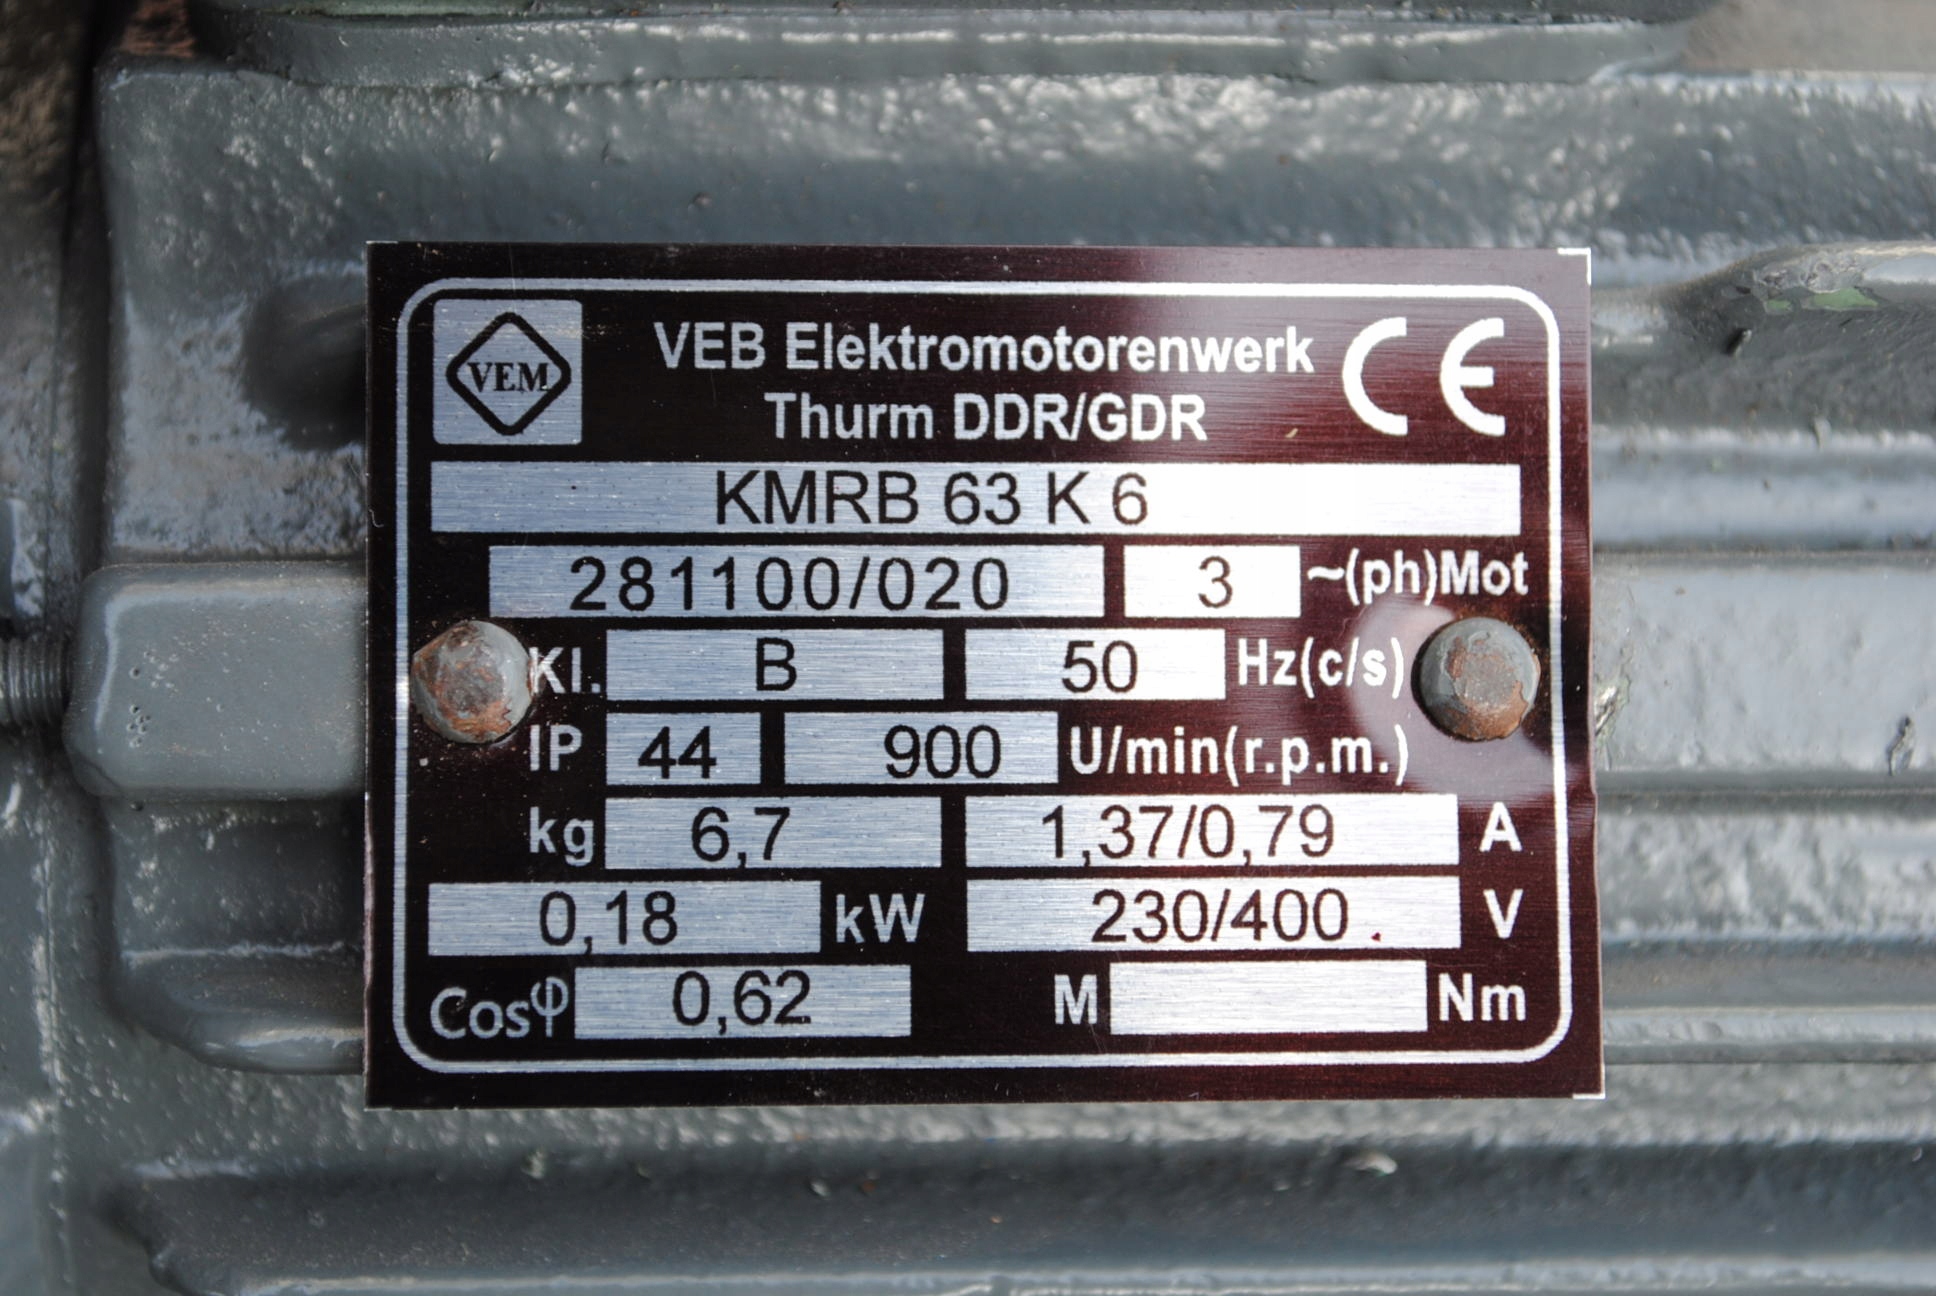 VEM
VEB Elektromotorenwerk
Thurm DDR/GDR
CE
KMRB 63 K 6
281100/020 3 ~(ph)Mot
Kl. B 50 Hz(c/s)
IP 44 900 U/min(r.p.m.)
kg 6,7 1,37/0,79 A
0,18 kW 230/400 V
Cosφ 0,62 M Nm